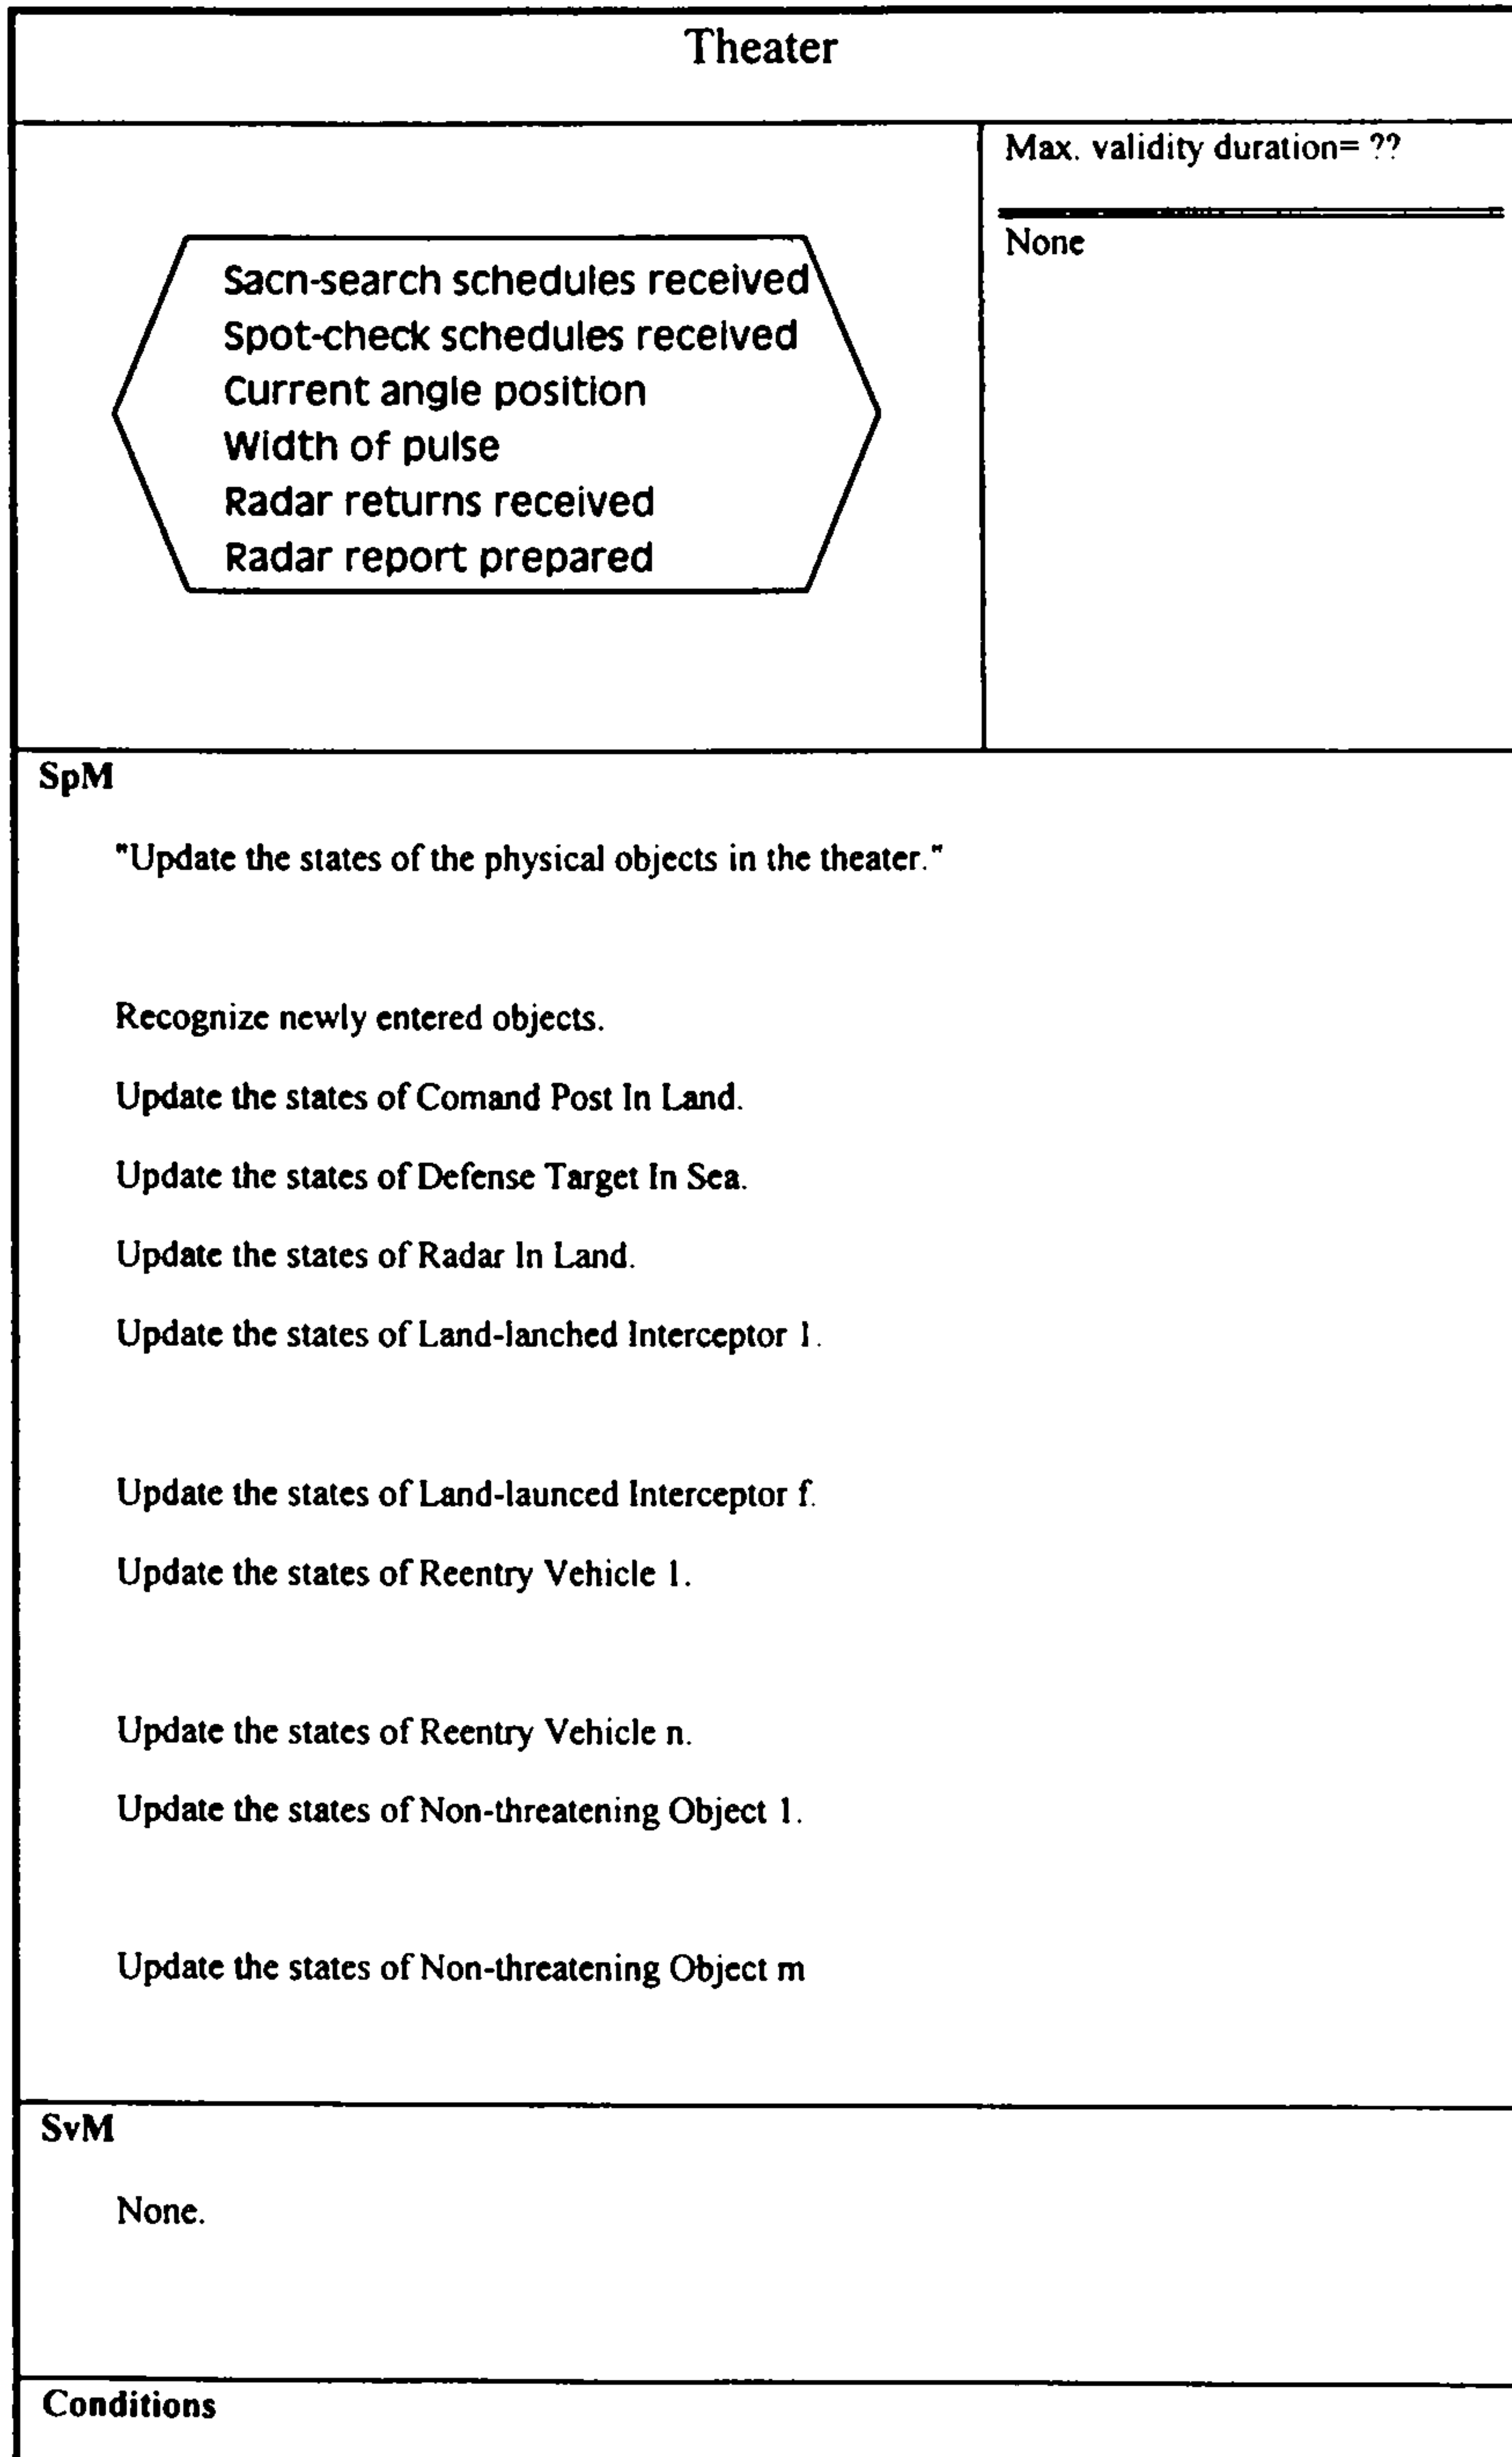 Theater
Max. validity duration= ??
None
Sacn-search schedules received
Spot-check schedules received
Current angle position
Width of pulse
Radar returns received
Radar report prepared
SpM
"Update the states of the physical objects in the theater."
Recognize newly entered objects.
Update the states of Comand Post In Land.
Update the states of Defense Target In Sea.
Update the states of Radar In Land.
Update the states of Land-lanched Interceptor 1.
Update the states of Land-launced Interceptor f.
Update the states of Reentry Vehicle 1.
Update the states of Reentry Vehicle n.
Update the states of Non-threatening Object 1.
Update the states of Non-threatening Object m
SvM
None.
Conditions